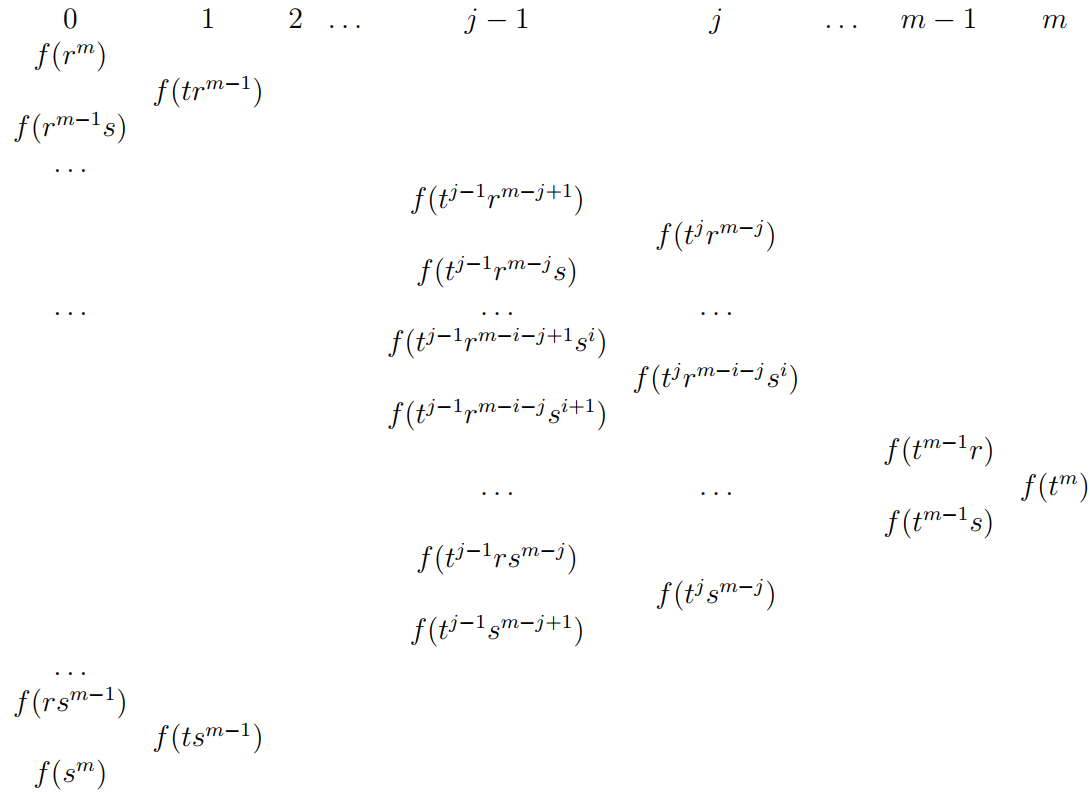 0 1 2 … j − 1 j … m − 1 m
f(r^m)
f(tr^{m−1})
f(r^{m−1}s)
…
f(t^{j−1}r^{m−j+1})
f(t^j r^{m−j})
f(t^{j−1}r^{m−j}s)
… … …
f(t^{j−1}r^{m−i−j+1}s^i)
f(t^j r^{m−i−j}s^i)
f(t^{j−1}r^{m−i−j}s^{i+1})
f(t^{m−1}r)
… … f(t^m)
f(t^{m−1}s)
f(t^{j−1}rs^{m−j})
f(t^j s^{m−j})
f(t^{j−1}s^{m−j+1})
…
f(rs^{m−1})
f(ts^{m−1})
f(s^m)